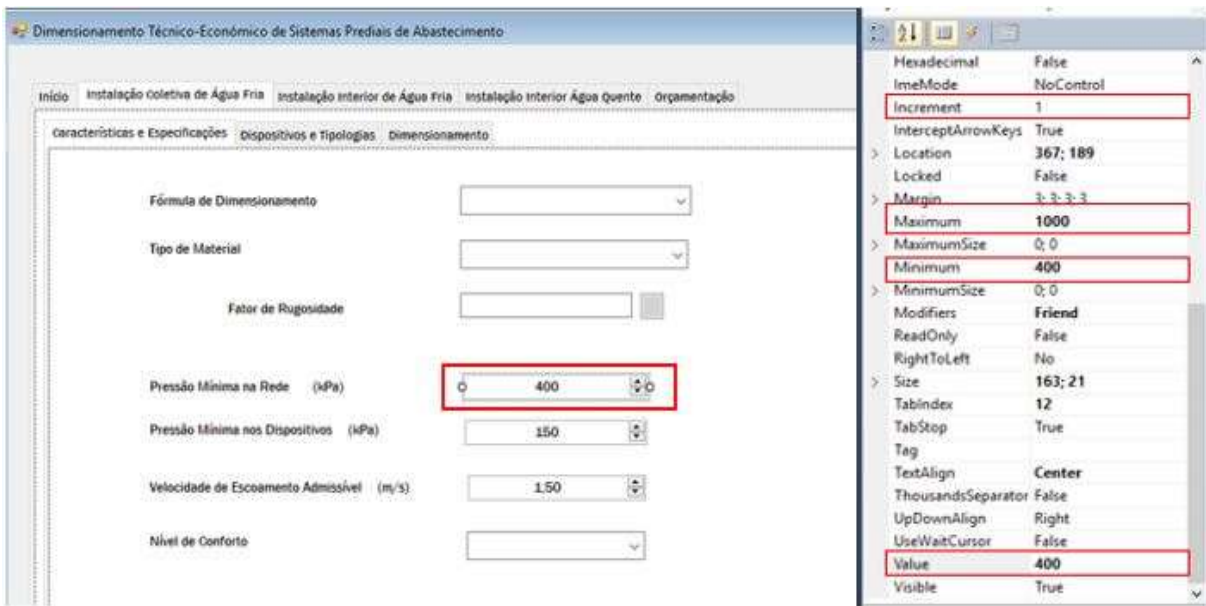 Dimensionamento Técnico-Económico de Sistemas Prediais de Abastecimento
Início Instalação Coletiva de Água Fria Instalação Interior de Água Fria Instalação Interior Água Quente Orçamentação
Características e Especificações Dispositivos e Tipologias Dimensionamento
Fórmula de Dimensionamento
Tipo de Material
Fator de Rugosidade
Pressão Mínima na Rede (kPa) 400
Pressão Mínima nos Dispositivos (kPa) 150
Velocidade de Escoamento Admissível (m/s) 1,50
Nível de Conforto
Hexadecimal False
ImeMode NoControl
Increment 1
InterceptArrowKeys True
Location 367; 189
Locked False
Margin 3; 3; 3; 3
Maximum 1000
MaximumSize 0; 0
Minimum 400
MinimumSize 0; 0
Modifiers Friend
ReadOnly False
RightToLeft No
Size 163; 21
TabIndex 12
TabStop True
Tag
TextAlign Center
ThousandsSeparator False
UpDownAlign Right
UseWaitCursor False
Value 400
Visible True